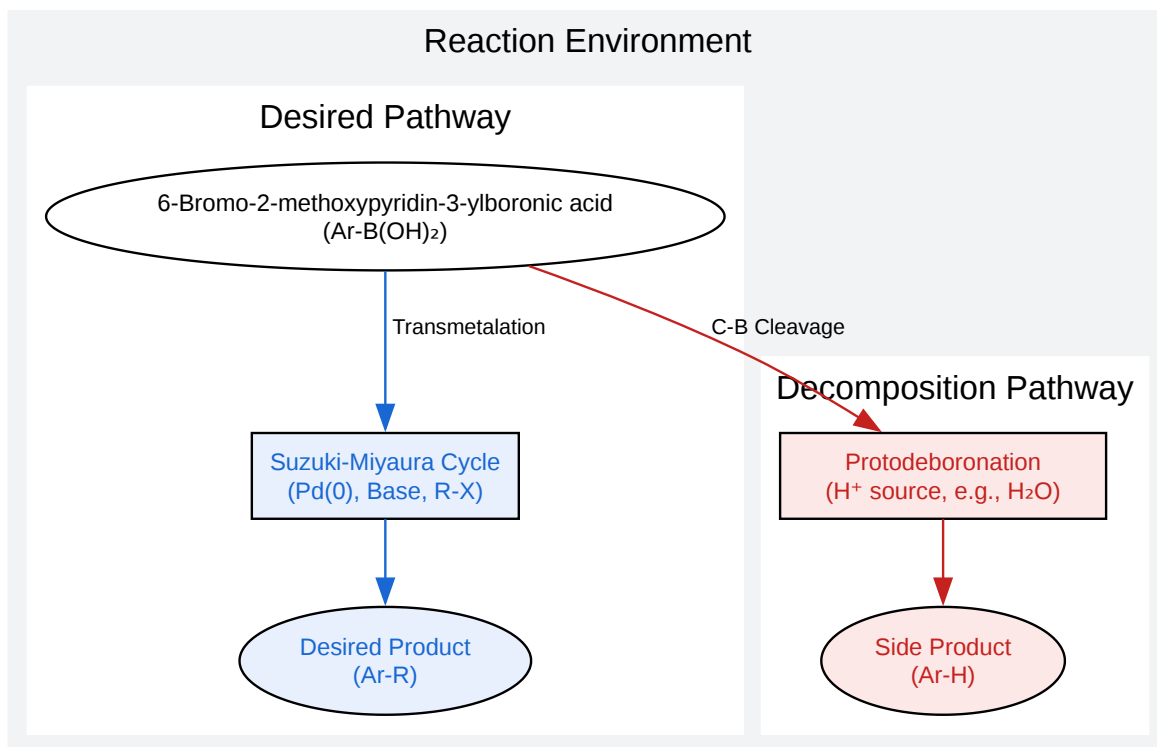 Reaction Environment
Desired Pathway
6-Bromo-2-methoxypyridin-3-ylboronic acid
(Ar-B(OH)₂)
Transmetalation
C-B Cleavage
Decomposition Pathway
Suzuki-Miyaura Cycle
(Pd(0), Base, R-X)
Protodeboronation
(H⁺ source, e.g., H₂O)
Desired Product
(Ar-R)
Side Product
(Ar-H)